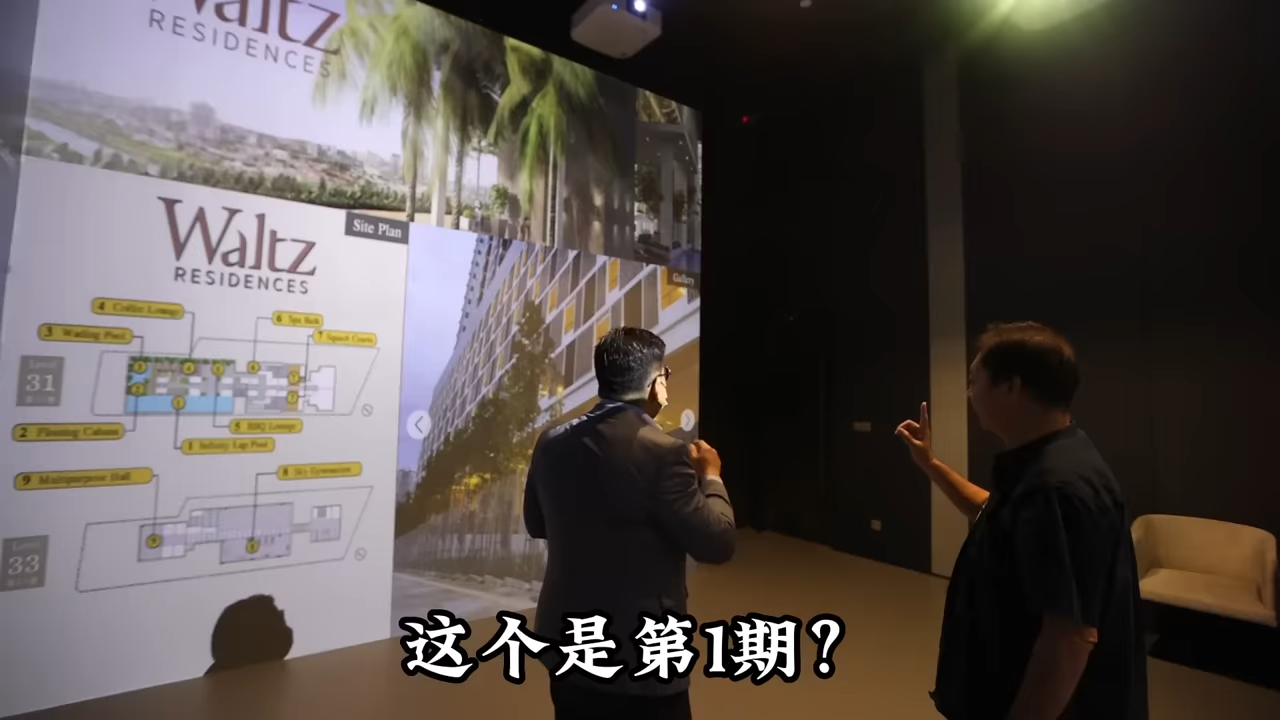 Waltz
RESIDENCES
Waltz
RESIDENCES
Site Plan
Gallery
4 Coffee Lounge
6 Spa Bath
3 Wading Pool
7 Squash Courts
Level
31
2 Floating Cabana
5 BBQ Lounge
1 Infinity Lap Pool
9 Multipurpose Hall
8 Sky Gymnasium
33
这个是第1期？